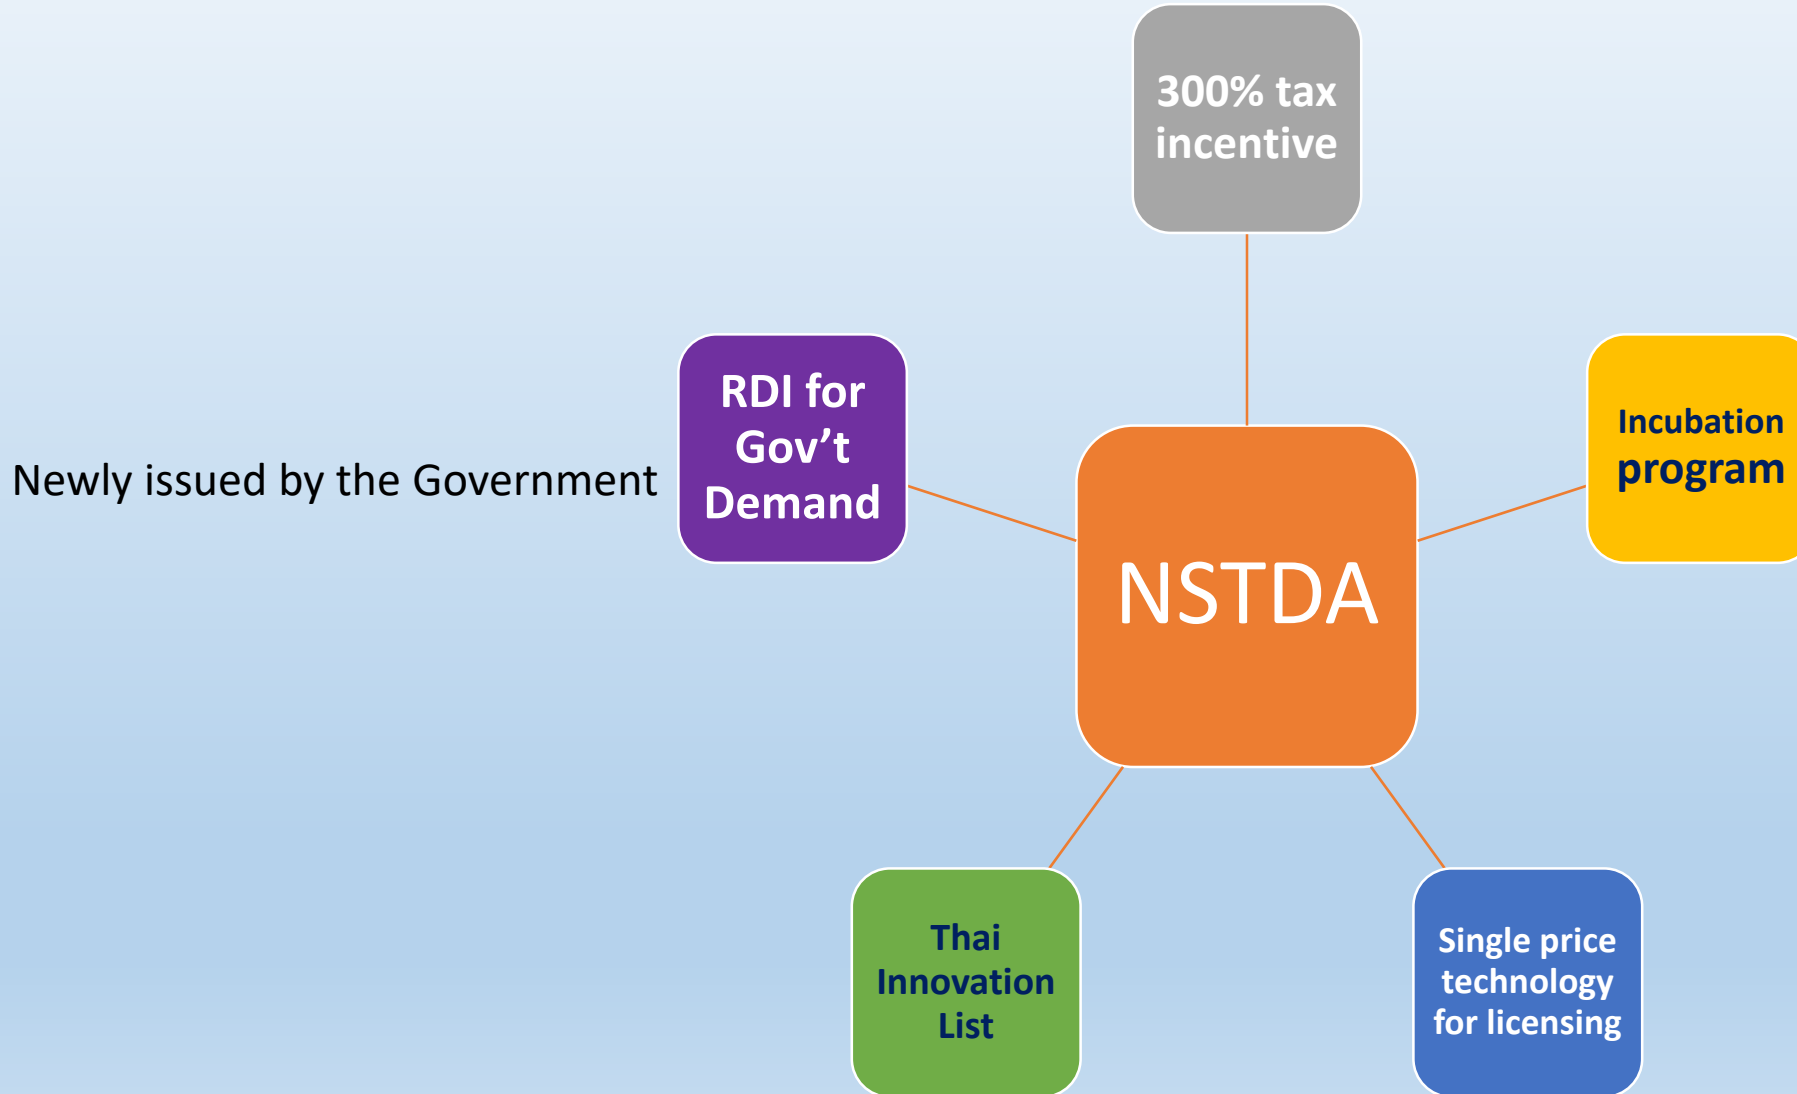 300% tax
incentive
RDI for
Gov’t
Demand
Newly issued by the Government
Incubation
program
NSTDA
Thai
Innovation
List
Single price
technology
for licensing